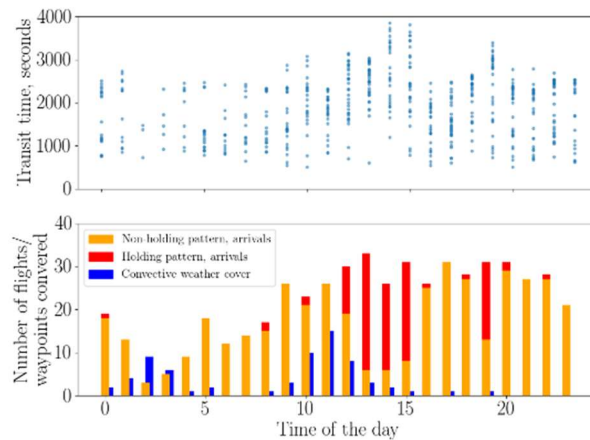 4000
3000
2000
1000
0
Transit time, seconds
40
30
20
10
0
Number of flights/
waypoints convered
Non-holding pattern, arrivals
Holding pattern, arrivals
Convective weather cover
0 5 10 15 20
Time of the day